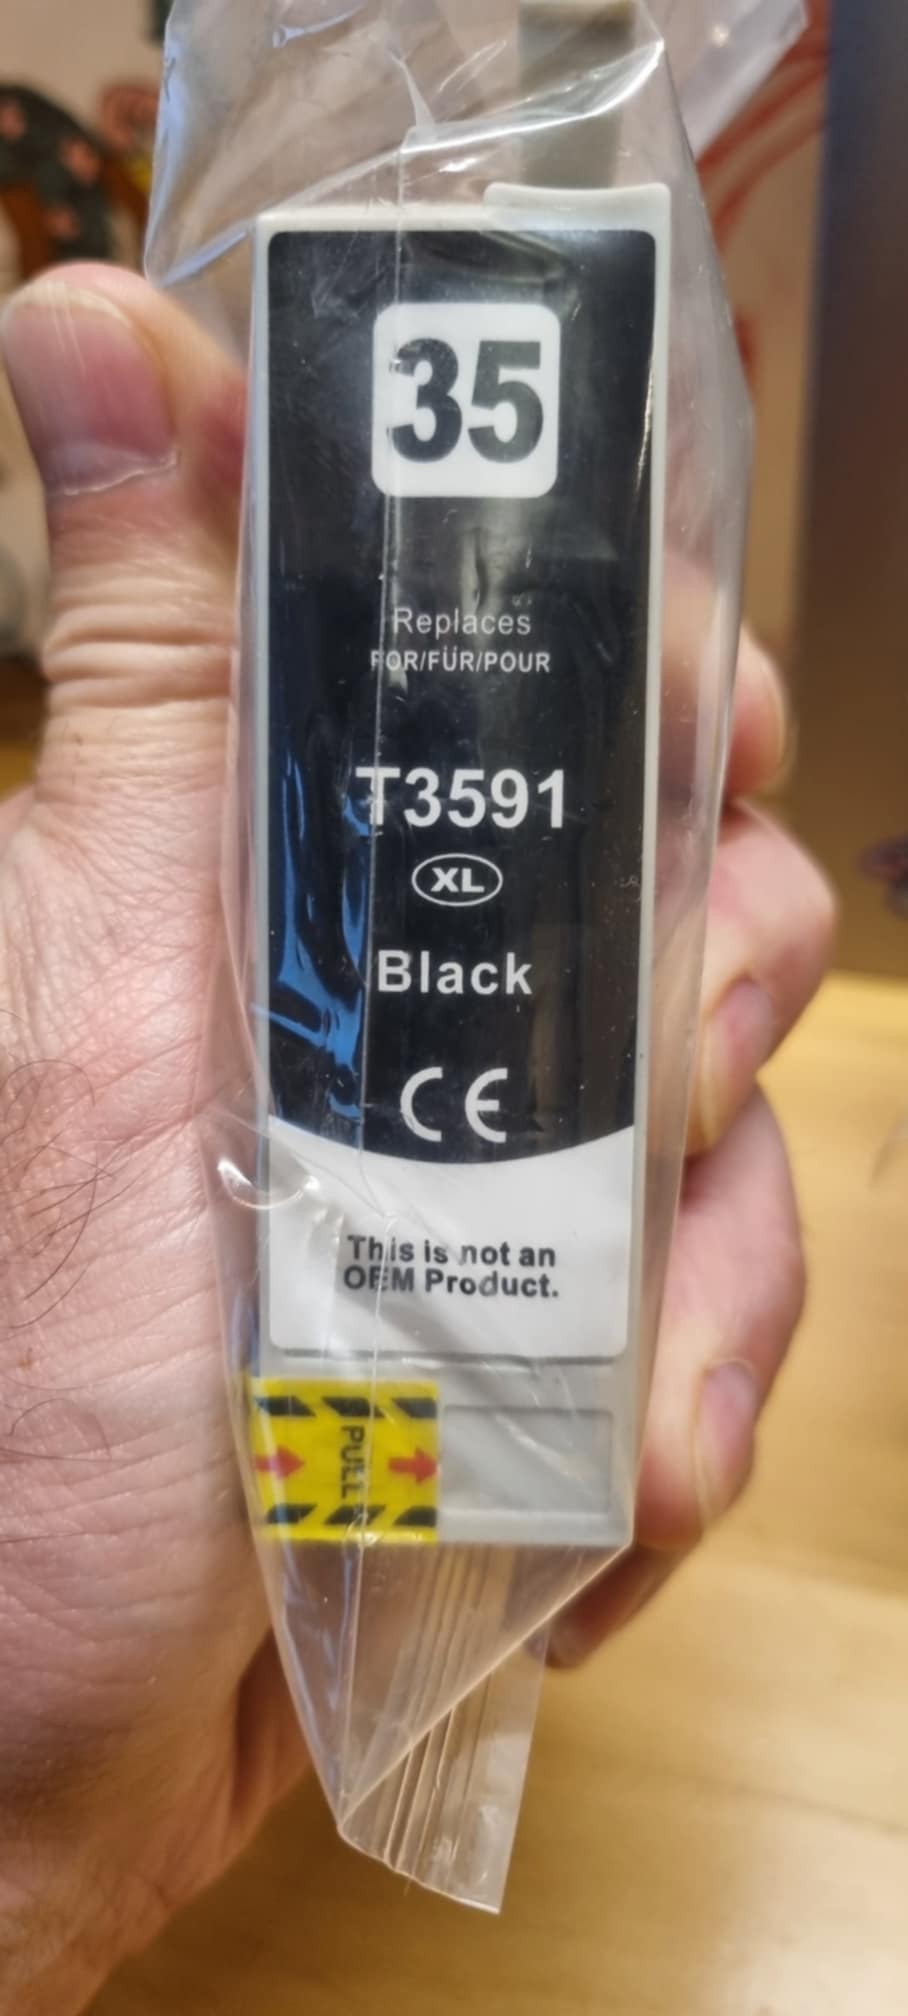 35
Replaces
FOR/FÜR/POUR
T3591
XL
Black
CE
This is not an
OEM Product.
PULL